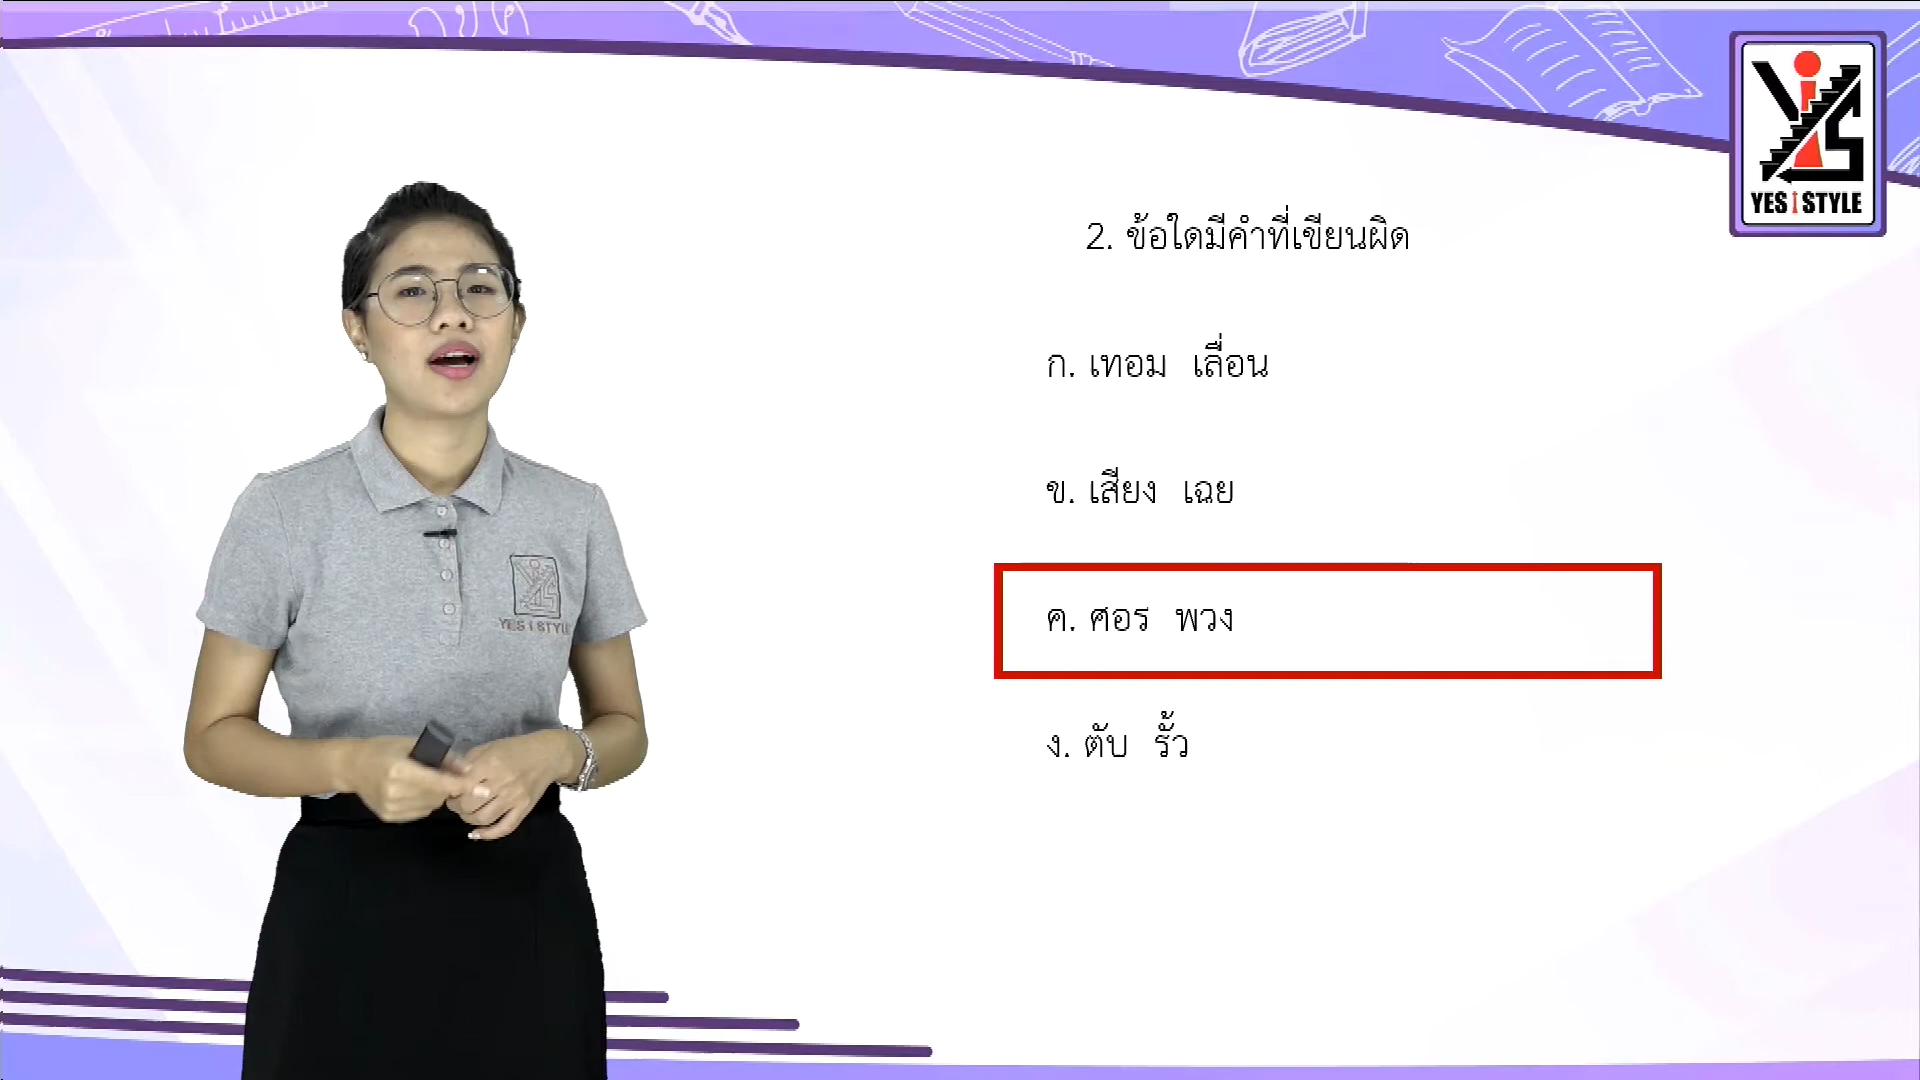 YES i STYLE
2. ข้อใดมีคำที่เขียนผิด
ก. เทอม เลื่อน
ข. เสียง เฉย
ค. ศอร พวง
ง. ตับ รั้ว
YES i STYLE